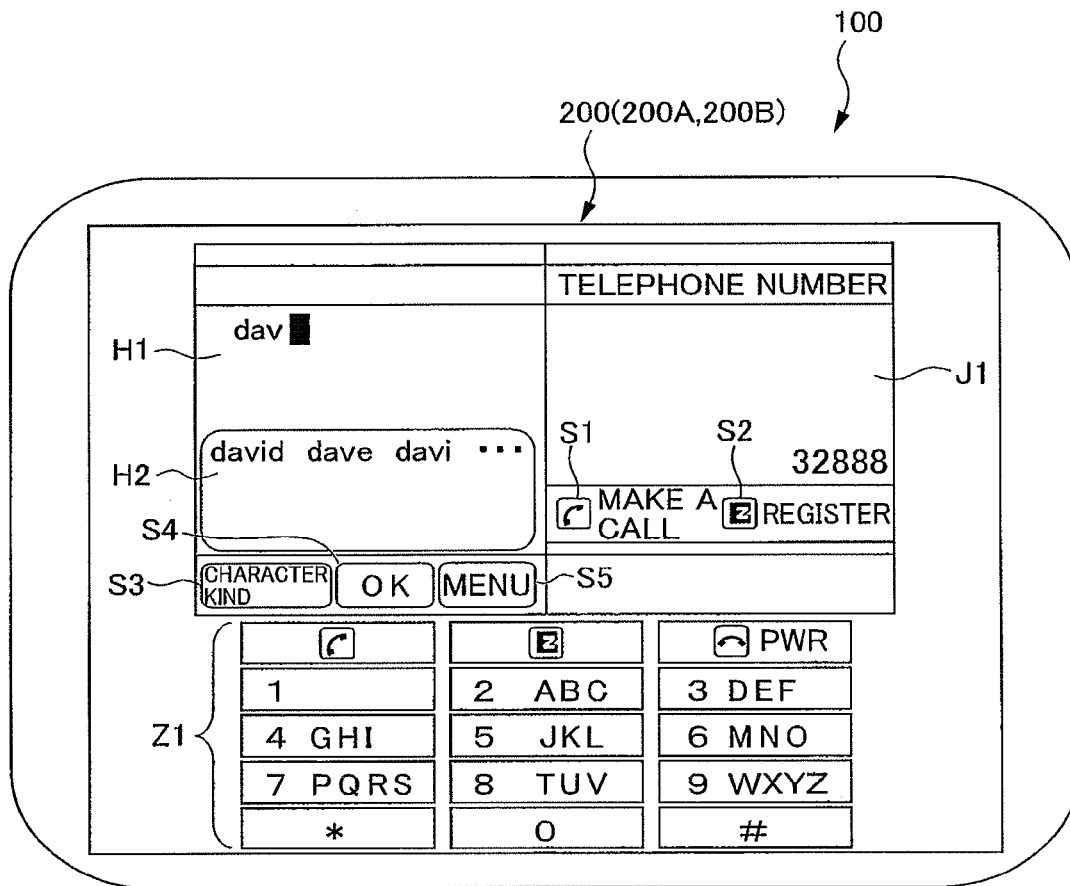 100
200(200A,200B)
TELEPHONE NUMBER
dav
H1
J1
david dave davi ...
H2
S1
S2
32888
MAKE A CALL
REGISTER
S4
S3
CHARACTER KIND
OK
MENU
S5
PWR
1
2 ABC
3 DEF
Z1
4 GHI
5 JKL
6 MNO
7 PQRS
8 TUV
9 WXYZ
*
0
#